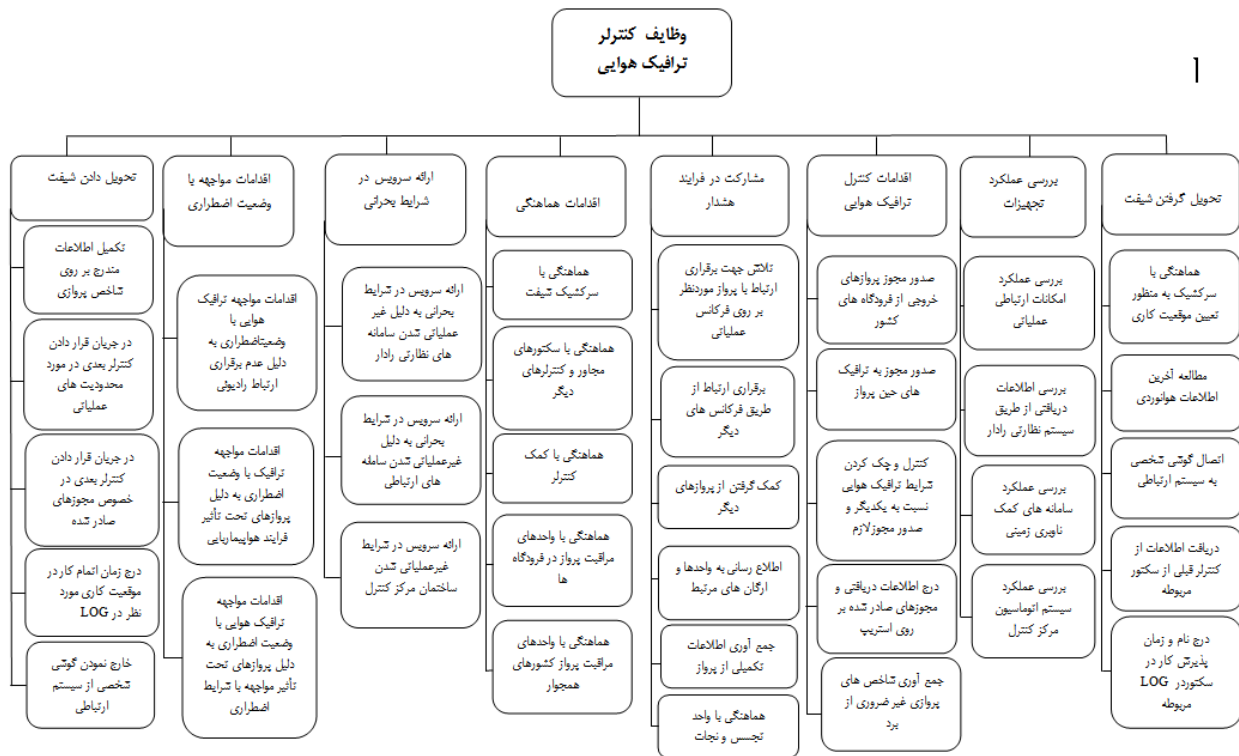 وظایف کنترلر
ترافیک هوایی
1
تحویل گرفتن شیفت
هماهنگی با
سرکشیک به منظور
تعیین موقعیت کاری
مطالعه آخرین
اطلاعات هوانوردی
اتصال گوشی شخصی
به سیستم ارتباطی
دریافت اطلاعات از
کنترلر قبلی از سکتور
مربوطه
درج نام و زمان
پذیرش کار در
سکتوردر LOG
مربوطه
بررسی عملکرد
تجهیزات
بررسی عملکرد
امکانات ارتباطی
عملیاتی
بررسی اطلاعات
دریافتی از طریق
سیستم نظارتی رادار
بررسی عملکرد
سامانه های کمک
ناوبری زمینی
بررسی عملکرد
سیستم اتوماسیون
مرکز کنترل
اقدامات کنترل
ترافیک هوایی
صدور مجوز پروازهای
خروجی از فرودگاه های
کشور
صدور مجوز به ترافیک
های حین پرواز
کنترل و چک کردن
شرایط ترافیک هوایی
نسبت به یکدیگر و
صدور مجوزلازم
درج اطلاعات دریافتی و
مجوزهای صادر شده بر
روی استریپ
جمع آوری شاخص های
پروازی غیر ضروری از
برد
مشارکت در فرایند
هشدار
تلاش جهت برقراری
ارتباط با پرواز موردنظر
بر روی فرکانس
عملیاتی
برقراری ارتباط از
طریق فرکانس های
دیگر
کمک گرفتن از پروازهای
دیگر
اطلاع رسانی به واحدها و
ارگان های مرتبط
جمع آوری اطلاعات
تکمیلی از پرواز
هماهنگی با واحد
تجسس و نجات
اقدامات هماهنگی
هماهنگی با
سرکشیک شیفت
هماهنگی با سکتورهای
مجاور و کنترلرهای
دیگر
هماهنگی با کمک
کنترلر
هماهنگی با واحدهای
مراقبت پرواز در فرودگاه
ها
هماهنگی با واحدهای
مراقبت پرواز کشورهای
همجوار
ارائه سرویس در
شرایط بحرانی
ارائه سرویس در شرایط
بحرانی به دلیل غیر
عملیاتی شدن سامانه
های نظارتی رادار
ارائه سرویس در شرایط
بحرانی به دلیل
غیرعملیاتی شدن سامانه
های ارتباطی
ارائه سرویس در شرایط
غیرعملیاتی شدن
ساختمان مرکز کنترل
اقدامات مواجهه با
وضعیت اضطراری
اقدامات مواجهه ترافیک
هوایی با
وضعیتاضطراری به
دلیل عدم برقراری
ارتباط رادیوئی
اقدامات مواجهه
ترافیک با وضعیت
اضطراری به دلیل
پروازهای تحت تأثیر
فرایند هواپیماربایی
اقدامات مواجهه
ترافیک هوایی با
وضعیت اضطراری به
دلیل پروازهای تحت
تأثیر مواجهه با شرایط
اضطراری
تحویل دادن شیفت
تکمیل اطلاعات
مندرج بر روی
شاخص پروازی
در جریان قرار دادن
کنترلر بعدی در مورد
محدودیت های
عملیاتی
در جریان قرار دادن
کنترلر بعدی در
خصوص مجوزهای
صادر شده
درج زمان اتمام کار در
موقعیت کاری مورد
نظر در LOG
خارج نمودن گوشی
شخصی از سیستم
ارتباطی